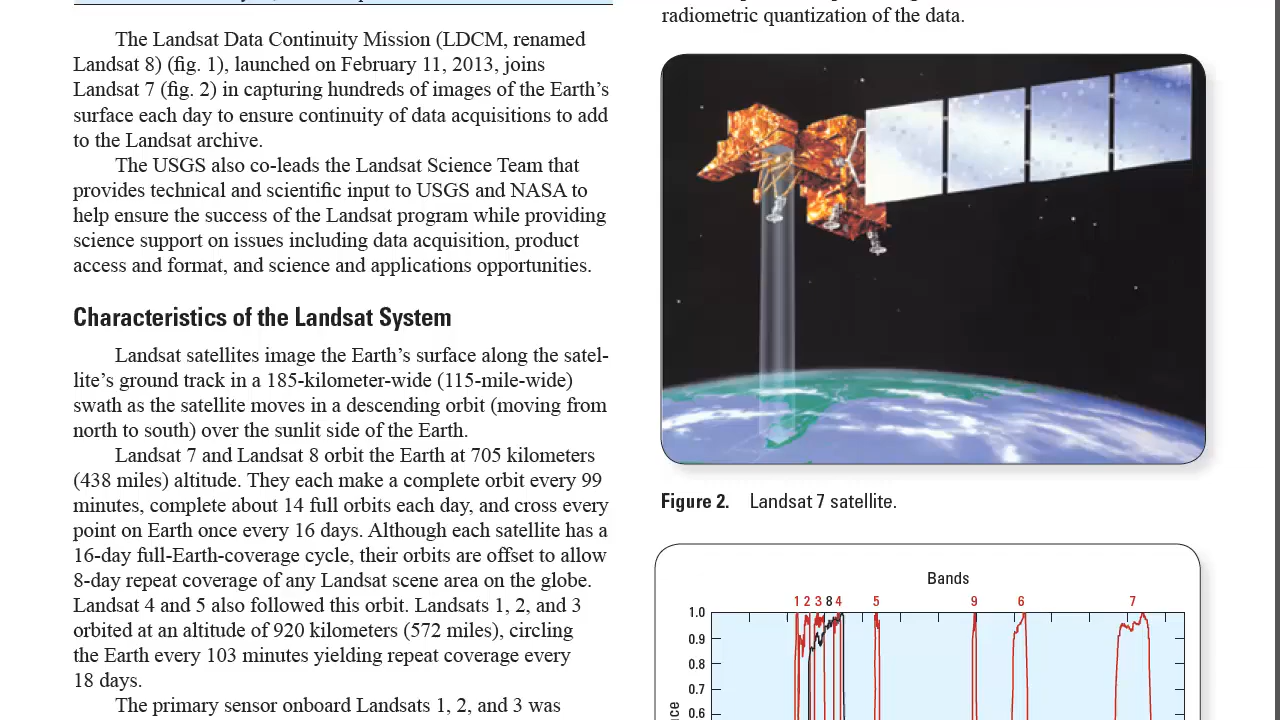 The Landsat Data Continuity Mission (LDCM, renamed
Landsat 8) (fig. 1), launched on February 11, 2013, joins
Landsat 7 (fig. 2) in capturing hundreds of images of the Earth’s
surface each day to ensure continuity of data acquisitions to add
to the Landsat archive.
The USGS also co-leads the Landsat Science Team that
provides technical and scientific input to USGS and NASA to
help ensure the success of the Landsat program while providing
science support on issues including data acquisition, product
access and format, and science and applications opportunities.
Characteristics of the Landsat System
Landsat satellites image the Earth’s surface along the satel-
lite’s ground track in a 185-kilometer-wide (115-mile-wide)
swath as the satellite moves in a descending orbit (moving from
north to south) over the sunlit side of the Earth.
Landsat 7 and Landsat 8 orbit the Earth at 705 kilometers
(438 miles) altitude. They each make a complete orbit every 99
minutes, complete about 14 full orbits each day, and cross every
point on Earth once every 16 days. Although each satellite has a
16-day full-Earth-coverage cycle, their orbits are offset to allow
8-day repeat coverage of any Landsat scene area on the globe.
Landsat 4 and 5 also followed this orbit. Landsats 1, 2, and 3
orbited at an altitude of 920 kilometers (572 miles), circling
the Earth every 103 minutes yielding repeat coverage every
18 days.
The primary sensor onboard Landsats 1, 2, and 3 was
radiometric quantization of the data.
Figure 2. Landsat 7 satellite.
Bands
1 2 3 8 4 5 9 6 7
1.0
0.9
0.8
0.7
0.6